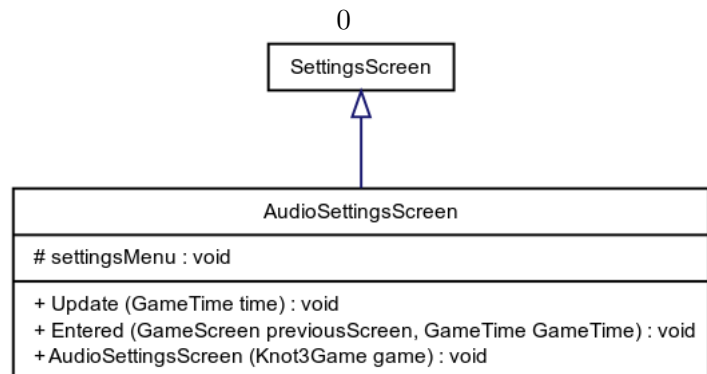 0
SettingsScreen
AudioSettingsScreen
# settingsMenu : void
+ Update (GameTime time) : void
+ Entered (GameScreen previousScreen, GameTime GameTime) : void
+AudioSettingsScreen (Knot3Game game) : void